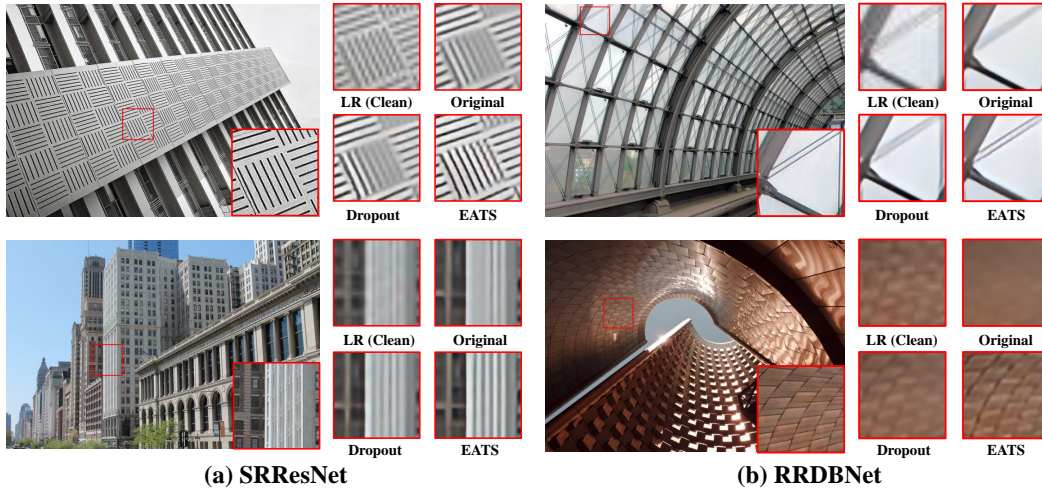 LR (Clean) Original
Dropout EATS
LR (Clean) Original
Dropout EATS
LR (Clean) Original
Dropout EATS
LR (Clean) Original
Dropout EATS
(a) SRResNet
(b) RRDBNet